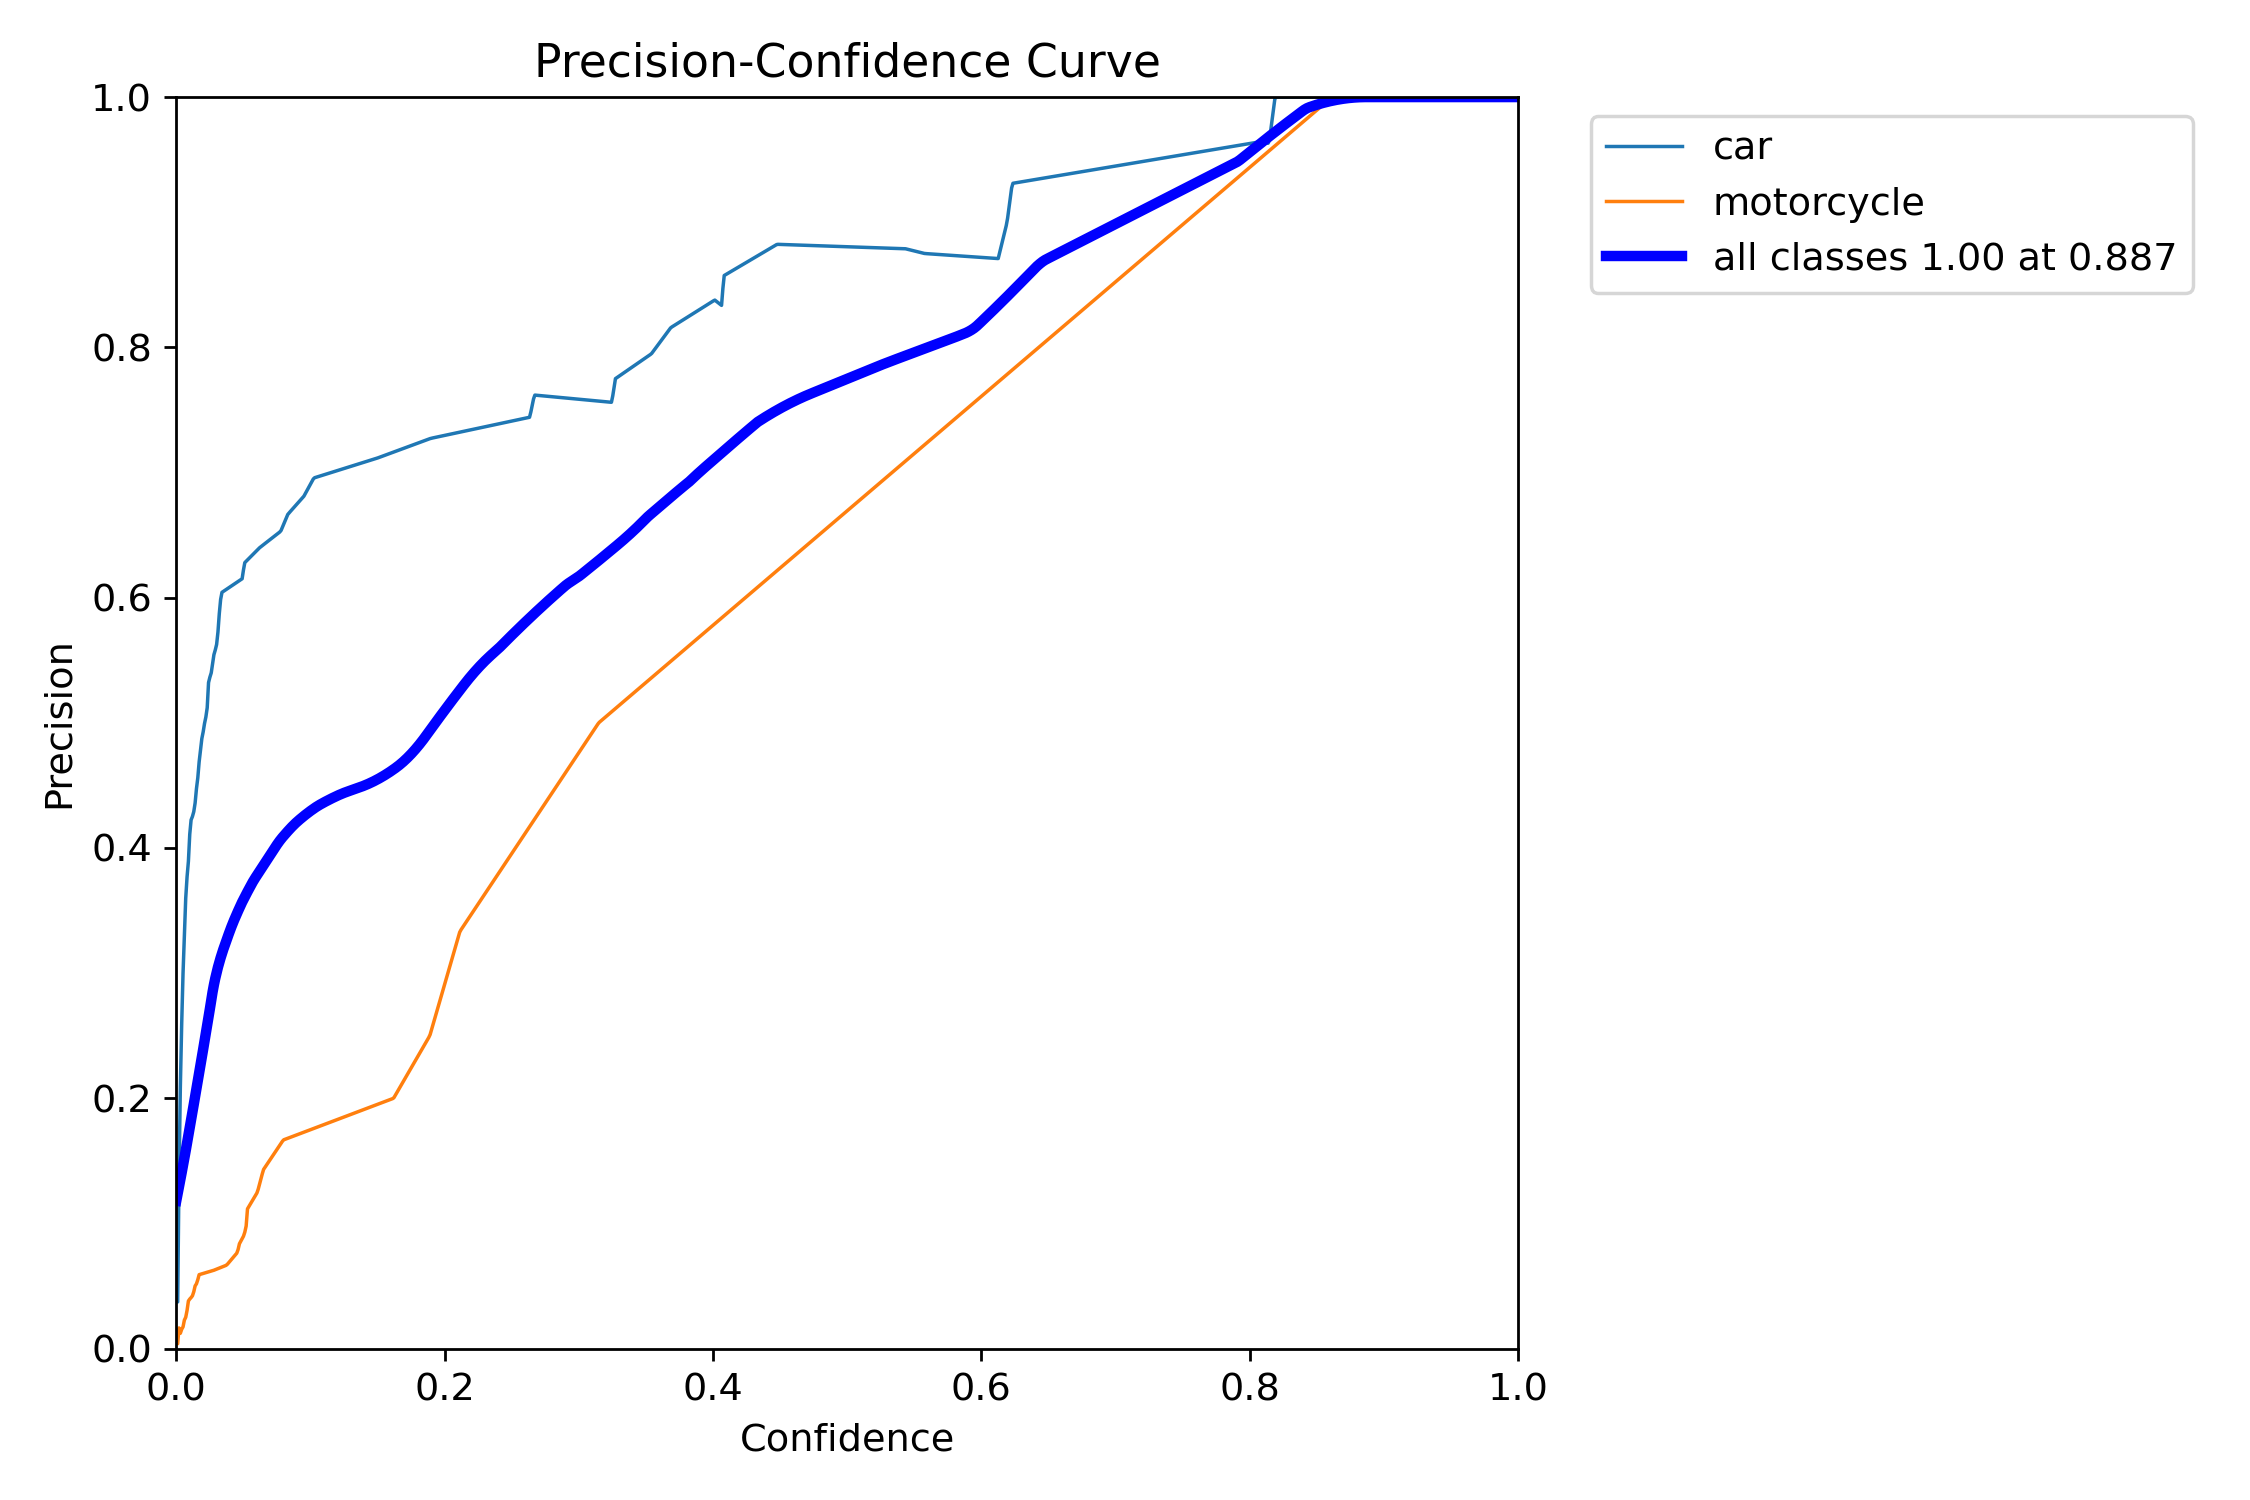 Precision-Confidence Curve
1.0
0.8
0.6
0.4
0.2
0.0
Precision
0.0 0.2 0.4 0.6 0.8 1.0
Confidence
car
motorcycle
all classes 1.00 at 0.887